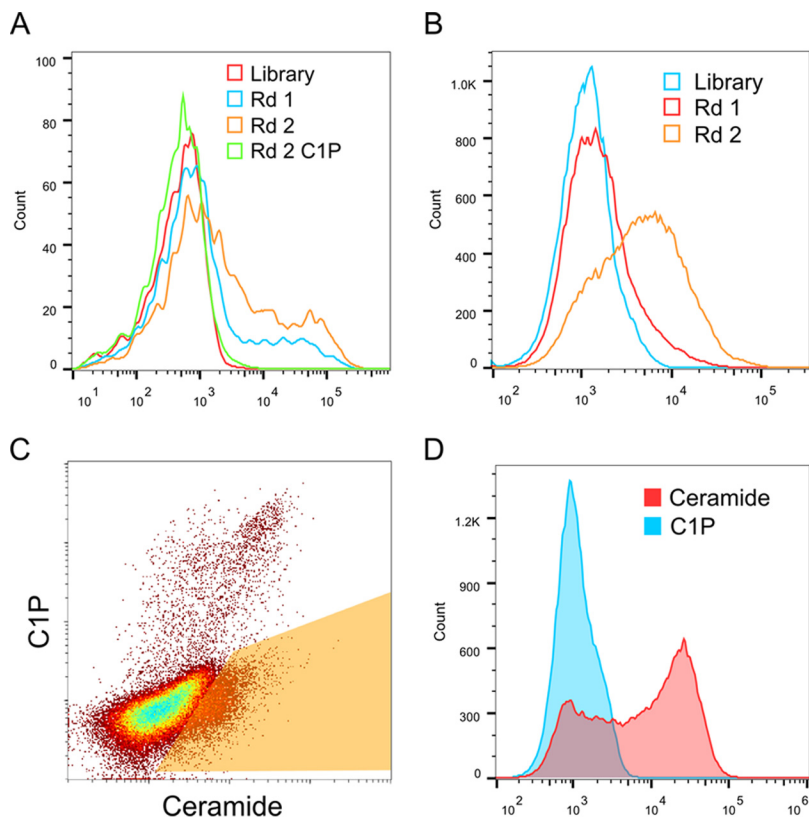 A
Library
Rd 1
Rd 2
Rd 2 C1P
100
80
60
40
20
0
Count
10¹ 10² 10³ 10⁴ 10⁵
B
Library
Rd 1
Rd 2
1.0K
800
600
400
200
0
Count
10² 10³ 10⁴ 10⁵
C
C1P
Ceramide
D
Ceramide
C1P
1.2K
900
600
300
0
Count
10² 10³ 10⁴ 10⁵ 10⁶